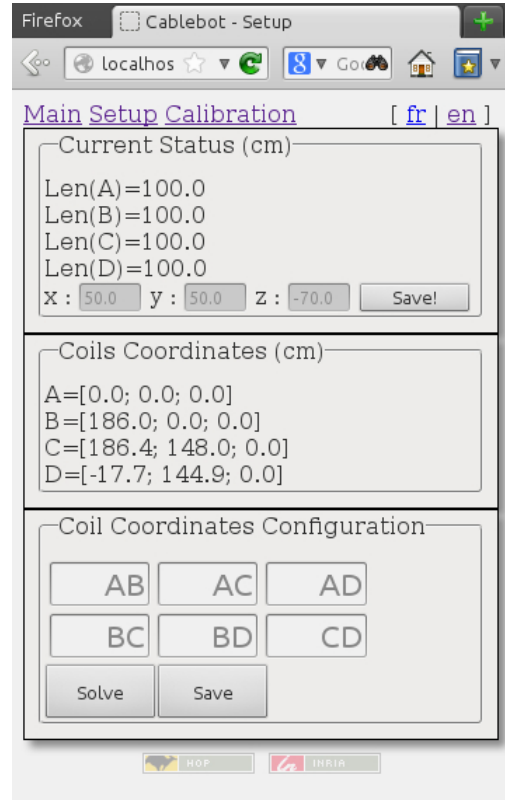 Firefox Cablebot - Setup
localhos Goo
Main Setup Calibration [ fr | en ]
Current Status (cm)
Len(A)=100.0
Len(B)=100.0
Len(C)=100.0
Len(D)=100.0
x : 50.0 y : 50.0 z : -70.0 Save!
Coils Coordinates (cm)
A=[0.0; 0.0; 0.0]
B=[186.0; 0.0; 0.0]
C=[186.4; 148.0; 0.0]
D=[-17.7; 144.9; 0.0]
Coil Coordinates Configuration
AB AC AD
BC BD CD
Solve Save
HOP INRIA